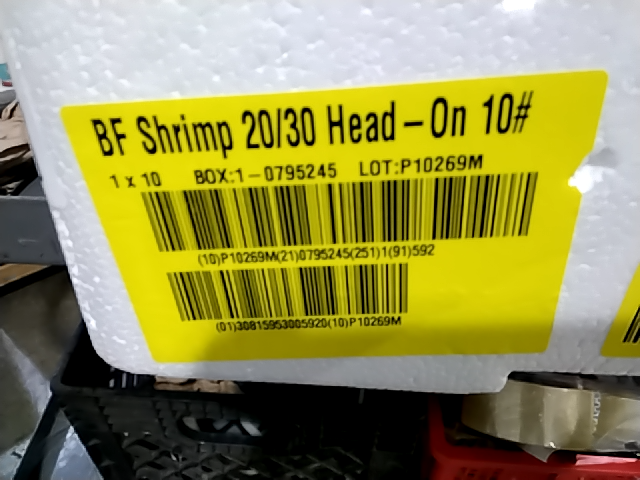 BF Shrimp 20/30 Head-On 10#
1 x 10 BOX:1-0795245 LOT:P10269M
(10)P10269M(21)0795245(251)1(91)592
(01)30815953005920(10)P10269M